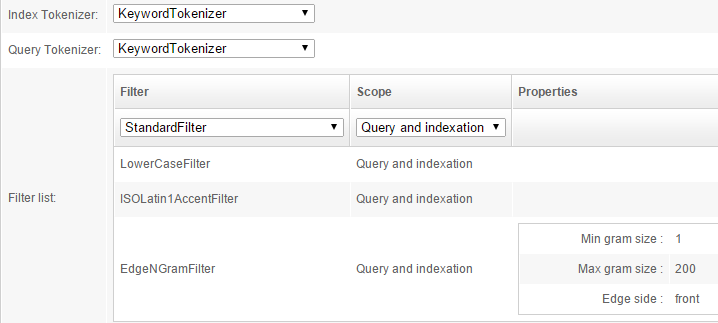 Index Tokenizer: KeywordTokenizer
Query Tokenizer: KeywordTokenizer
Filter Scope Properties
StandardFilter Query and indexation
LowerCaseFilter Query and indexation
Filter list: ISOLatin1AccentFilter Query and indexation
Min gram size : 1
EdgeNGramFilter Query and indexation Max gram size : 200
Edge side : front